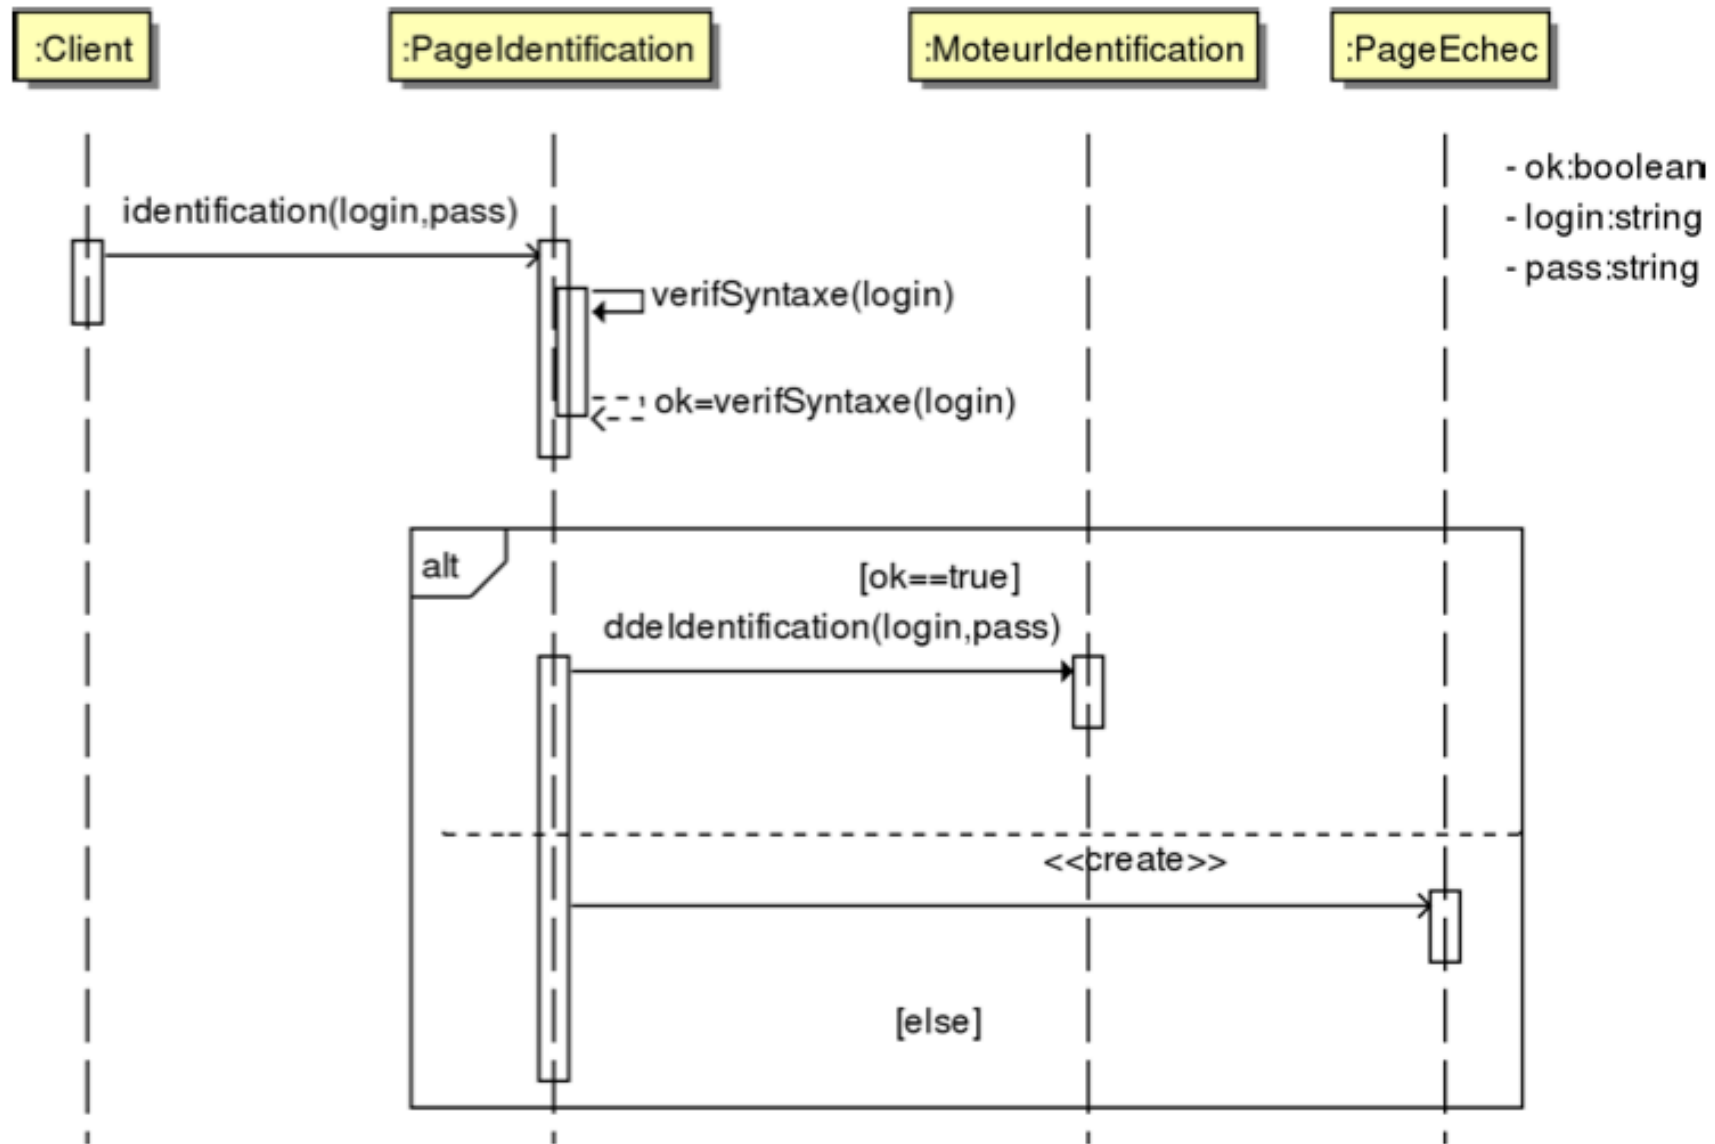 :Client
:PageIdentification
:MoteurIdentification
:PageEchec
- ok:boolean
- login:string
- pass:string
identification(login,pass)
verifSyntaxe(login)
ok=verifSyntaxe(login)
alt
[ok==true]
ddeIdentification(login,pass)
<<create>>
[else]